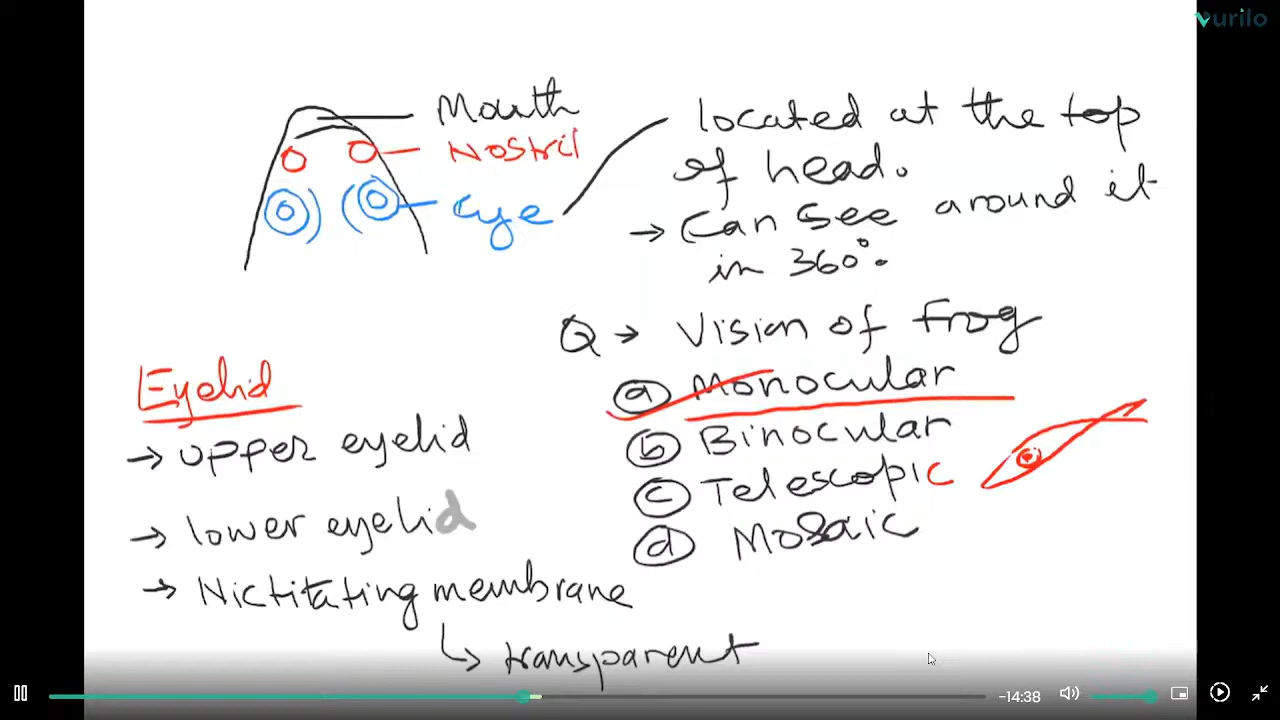 Purilo
Mouth
Nostril
Eye
located at the top
of head.
→ Can see around it
in 360°.
Q → Vision of frog
ⓐ Monocular
ⓑ Binocular
ⓒ Telescopic
ⓓ Mosaic
Eyelid
→ upper eyelid
→ lower eyelid
→ Nictitating membrane
↳ transparent
-14:38